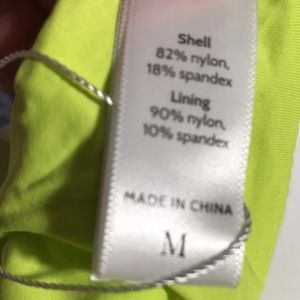 Shell
82% nylon,
18% spandex
Lining
90% nylon,
10% spandex
MADE IN CHINA
M